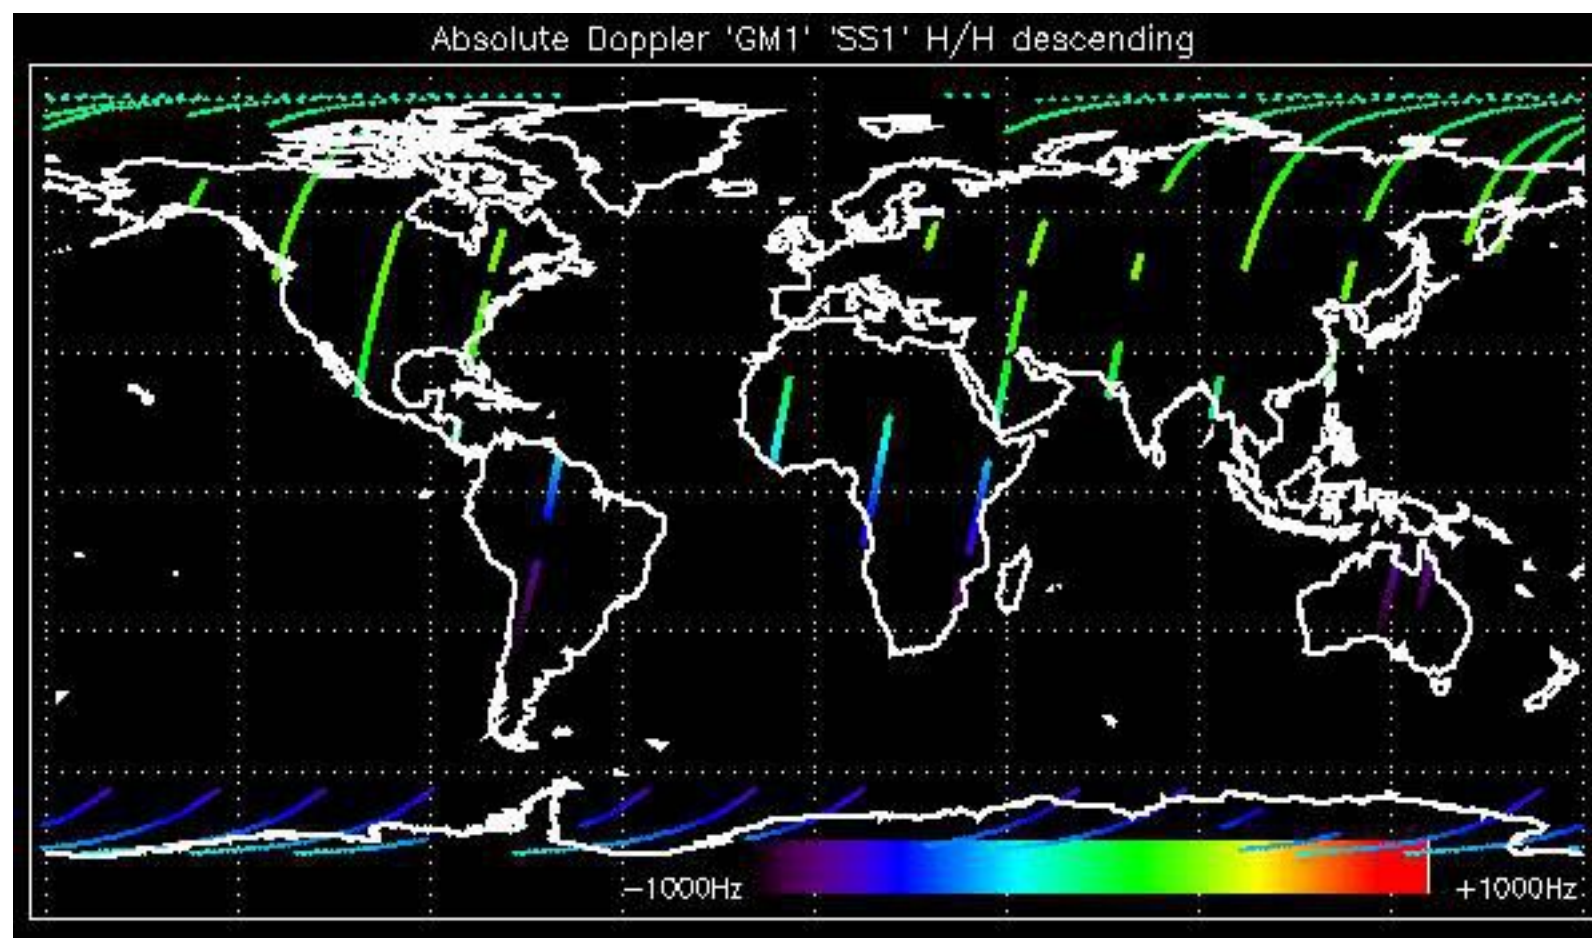 Absolute Doppler 'GM1' 'SS1' H/H descending
-1000Hz +1000Hz